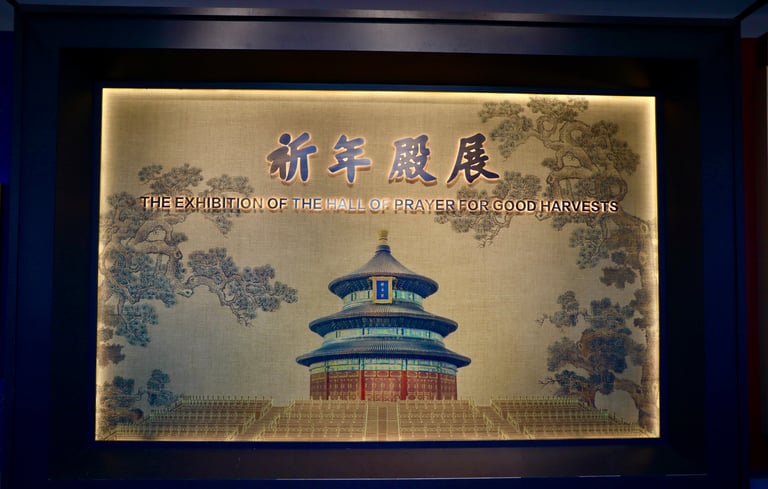 祈年殿展
THE EXHIBITION OF THE HALL OF PRAYER FOR GOOD HARVESTS